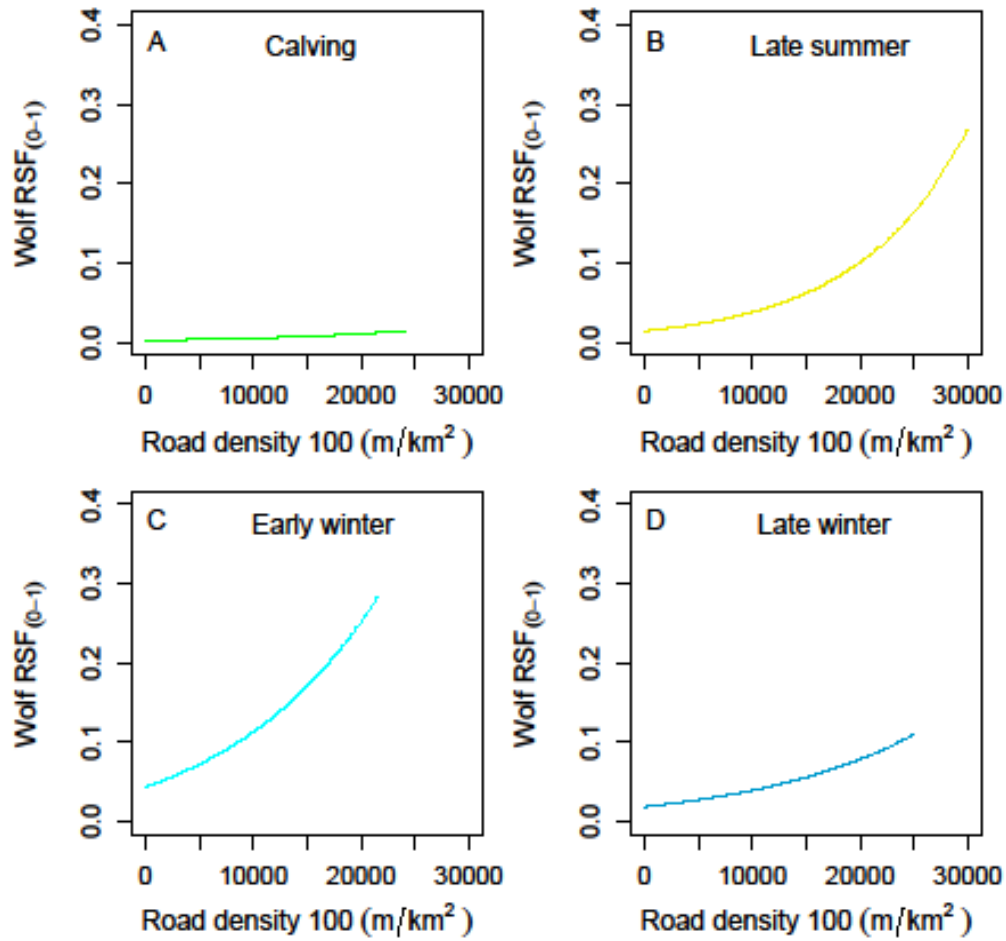 A
Calving
Wolf RSF(0–1)
0.4
0.3
0.2
0.1
0.0
0 10000 20000 30000
Road density 100 (m/km²)
B
Late summer
Wolf RSF(0–1)
0.4
0.3
0.2
0.1
0.0
0 10000 20000 30000
Road density 100 (m/km²)
C
Early winter
Wolf RSF(0–1)
0.4
0.3
0.2
0.1
0.0
0 10000 20000 30000
Road density 100 (m/km²)
D
Late winter
Wolf RSF(0–1)
0.4
0.3
0.2
0.1
0.0
0 10000 20000 30000
Road density 100 (m/km²)